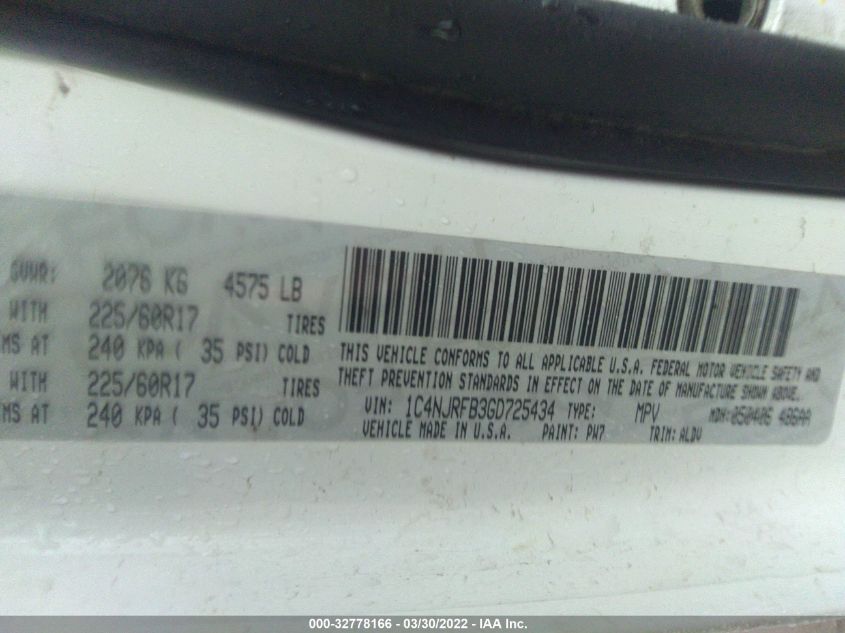 GVWR: 2076 KG 4575 LB
WITH 225/60R17 TIRES
MS AT 240 KPA ( 35 PSI) COLD
WITH 225/60R17 TIRES
MS AT 240 KPA ( 35 PSI) COLD
THIS VEHICLE CONFORMS TO ALL APPLICABLE U.S.A. FEDERAL MOTOR VEHICLE SAFETY AND
THEFT PREVENTION STANDARDS IN EFFECT ON THE DATE OF MANUFACTURE SHOWN ABOVE.
VIN: 1C4NJRFB3GD725434 TYPE: MPV MDH: 050406 486AA
VEHICLE MADE IN U.S.A. PAINT: PW7 TRIM: ALDV
000-32778166 - 03/30/2022 - IAA Inc.